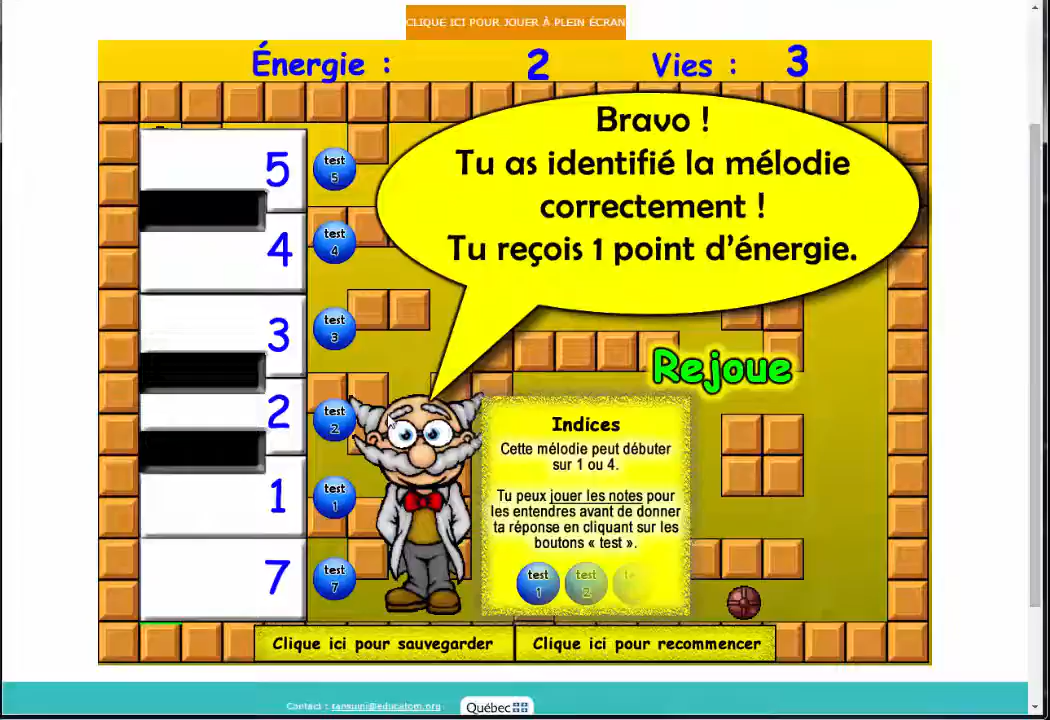 CLIQUE ICI POUR JOUER À PLEIN ÉCRAN
Énergie : 2 Vies : 3
Bravo !
Tu as identifié la mélodie
correctement !
Tu reçois 1 point d'énergie.
5 test 5
4 test 4
3 test 3
2 test 2
1 test 1
7 test 7
Rejoue
Indices
Cette mélodie peut débuter
sur 1 ou 4.
Tu peux jouer les notes pour
les entendres avant de donner
ta réponse en cliquant sur les
boutons « test ».
test 1 test 2
Clique ici pour sauvegarder Clique ici pour recommencer
Contact : Québec